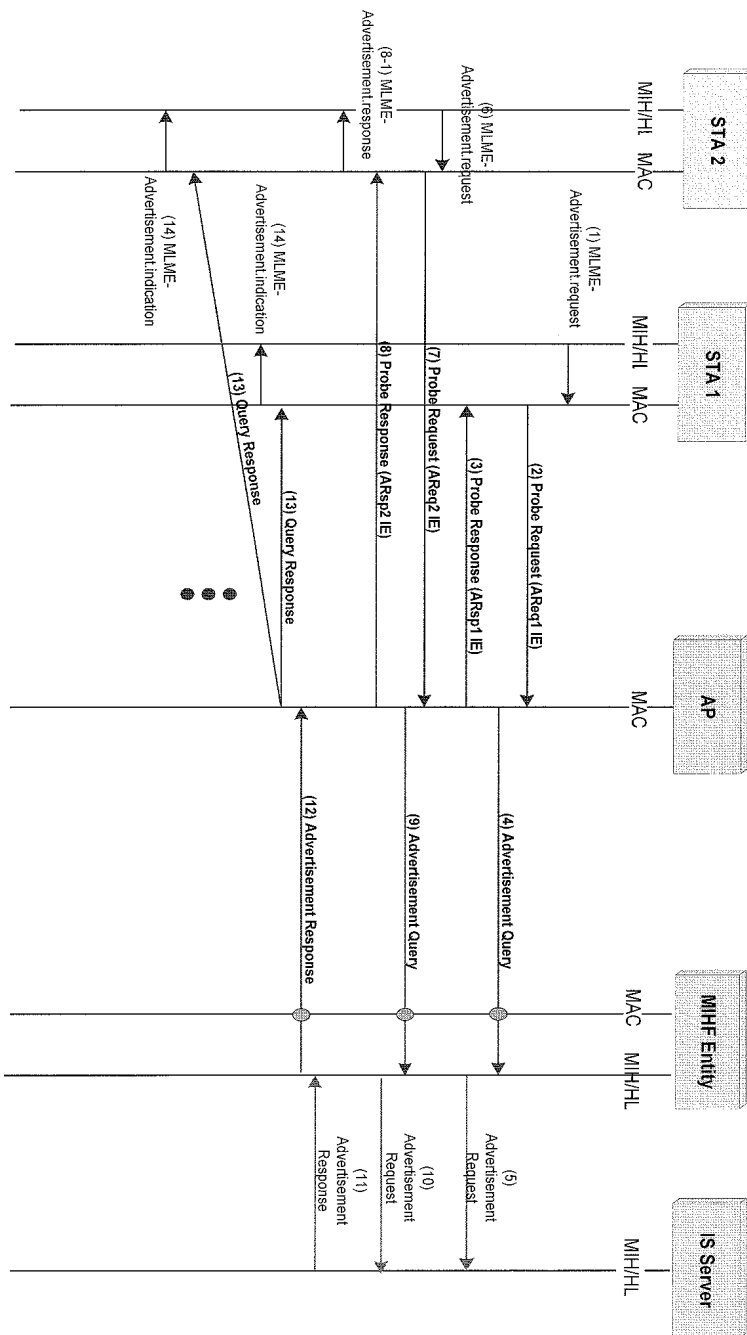 STA 2
STA 1
AP
MIHF Entity
IS Server
MIH/HL
MAC
MIH/HL
MAC
MAC
MAC
MIH/HL
MIH/HL
(1) MLME-
Advertisement.request
(2) Probe Request (AReq1 IE)
(3) Probe Response (ARsp1 IE)
(4) Advertisement Query
(5)
Advertisement
Request
(6) MLME-
Advertisement.request
(7) Probe Request (AReq2 IE)
(8) Probe Response (ARsp2 IE)
(8-1) MLME-
Advertisement.response
(9) Advertisement Query
(10)
Advertisement
Request
(11)
Advertisement
Response
(12) Advertisement Response
(13) Query Response
(13) Query Response
(14) MLME-
Advertisement.indication
(14) MLME-
Advertisement.indication